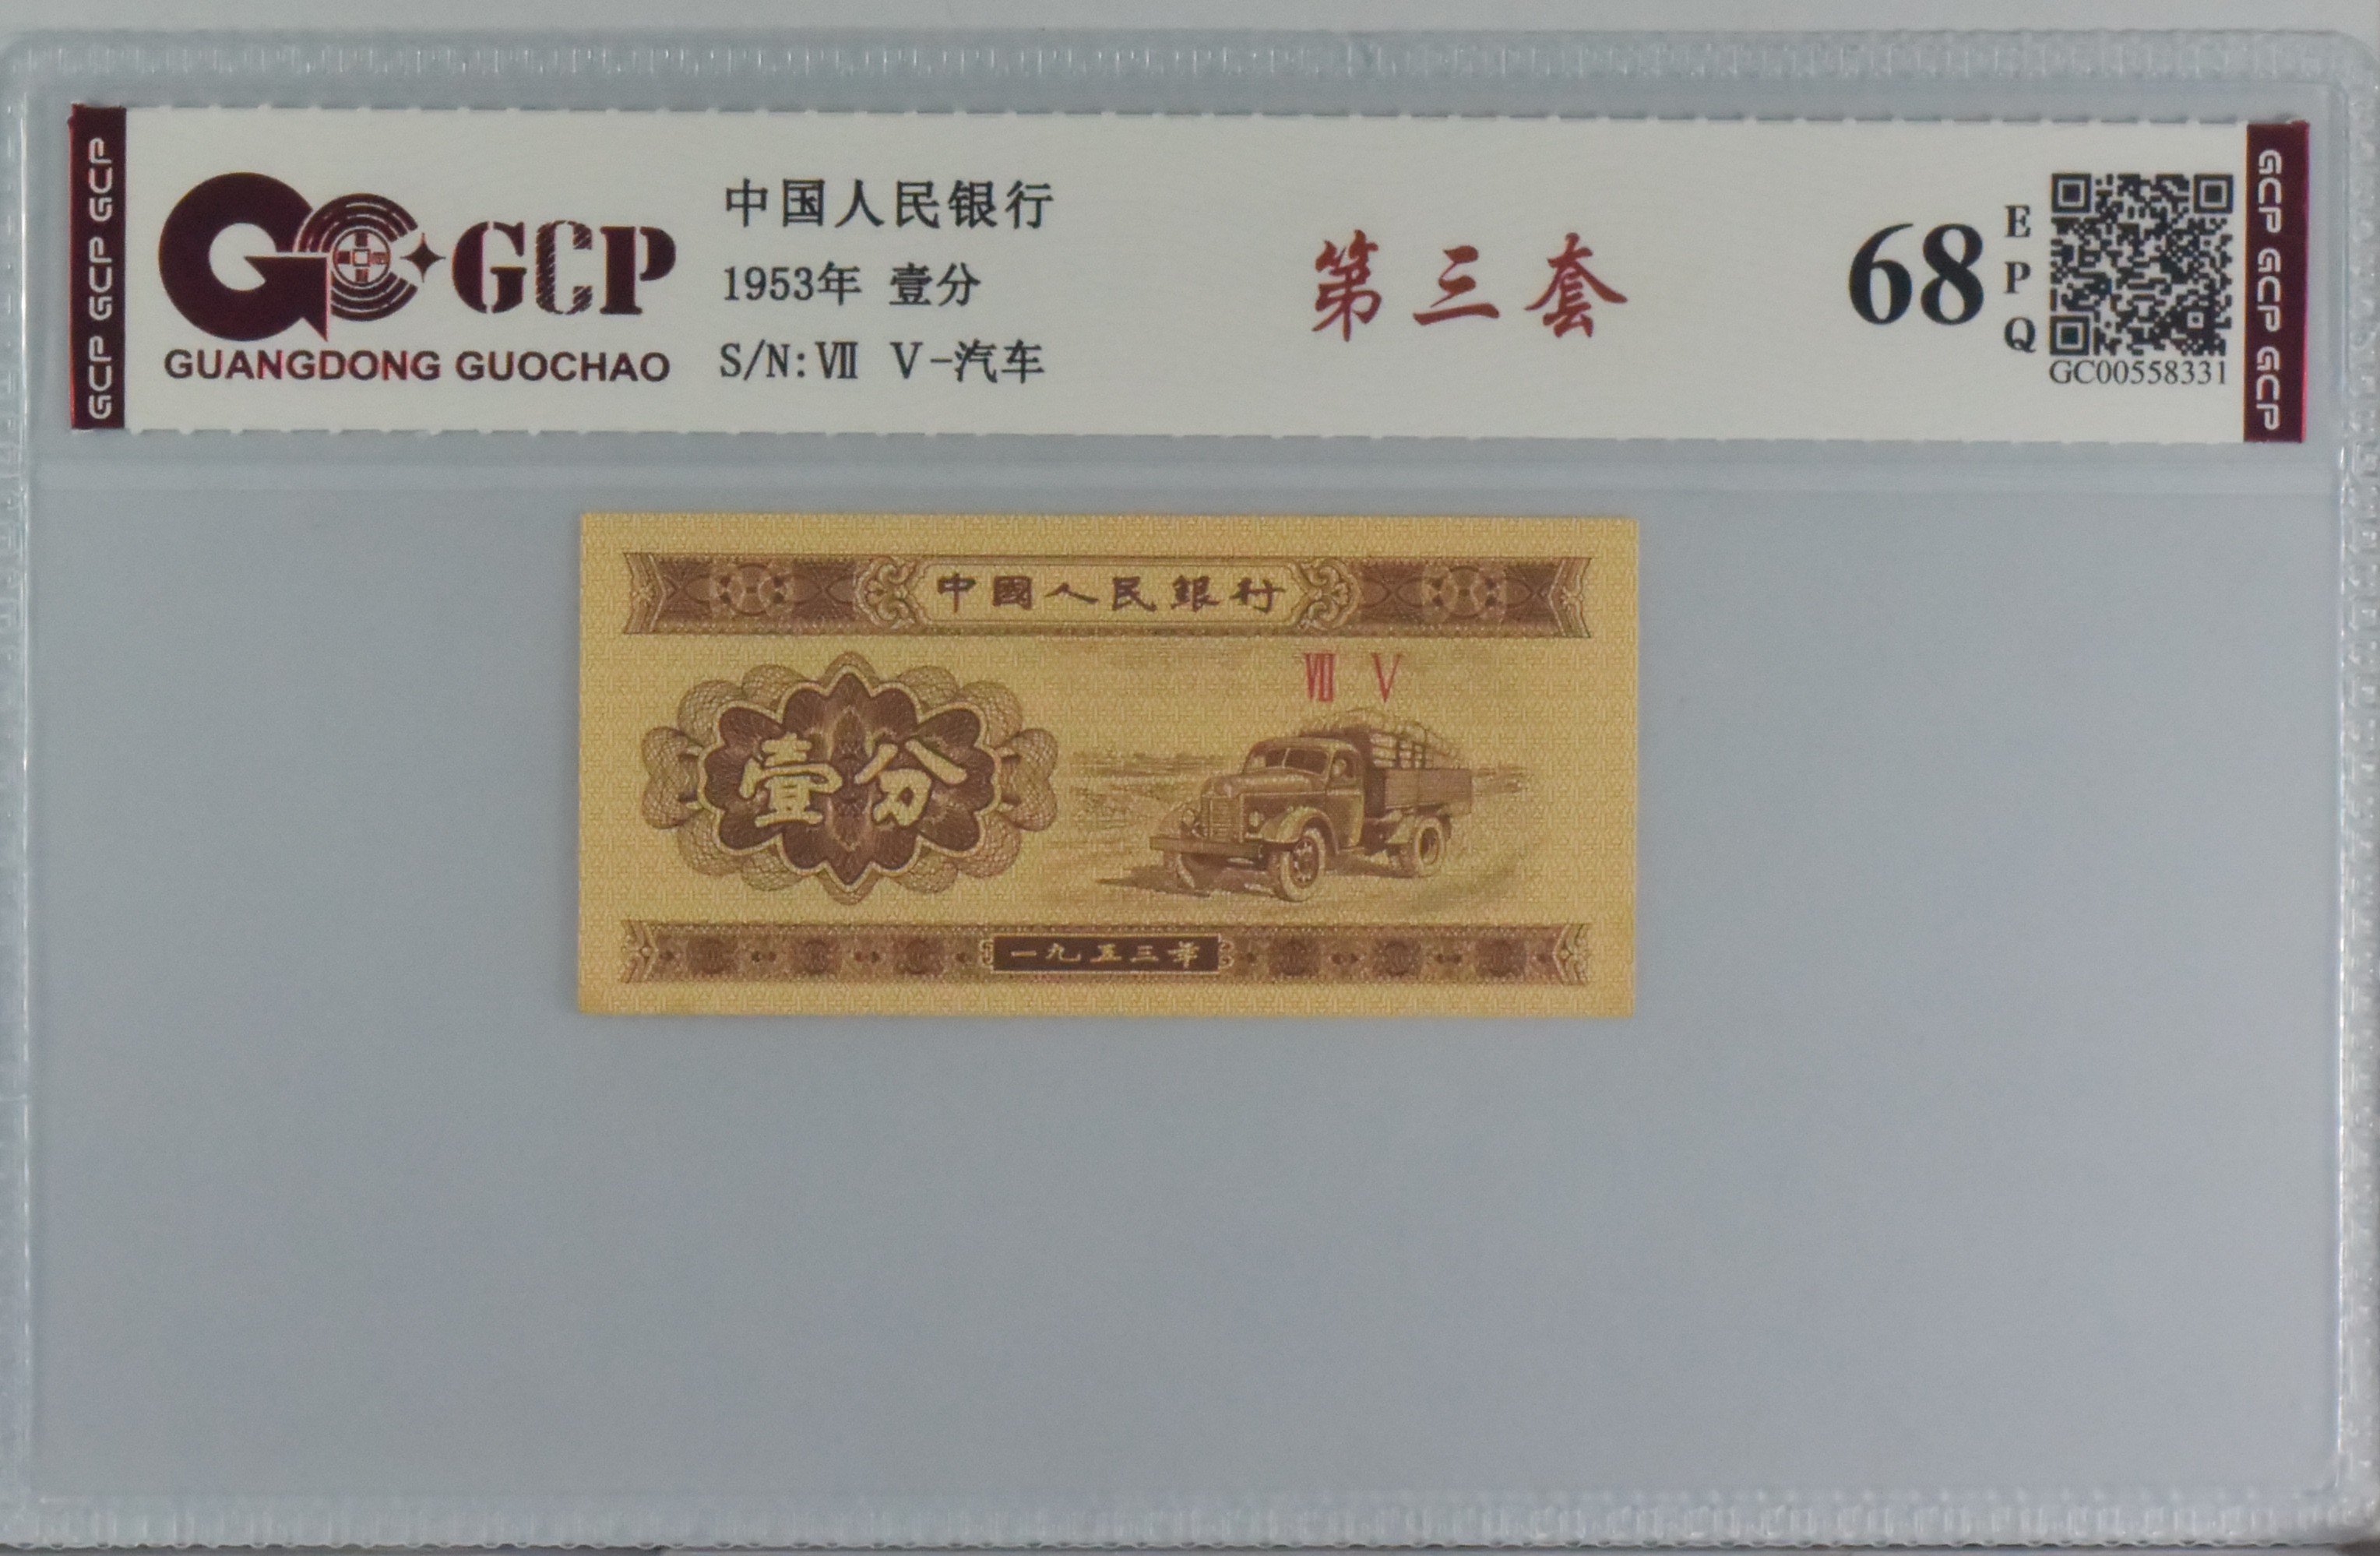 GCP GCP GCP
GCP
GUANGDONG GUOCHAO
中国人民银行
1953年 壹分
S/N:Ⅶ Ⅴ-汽车
第三套
68
E
P
Q
GC00558331
GCP GCP GCP
中國人民銀行
Ⅶ Ⅴ
壹分
一九五三年